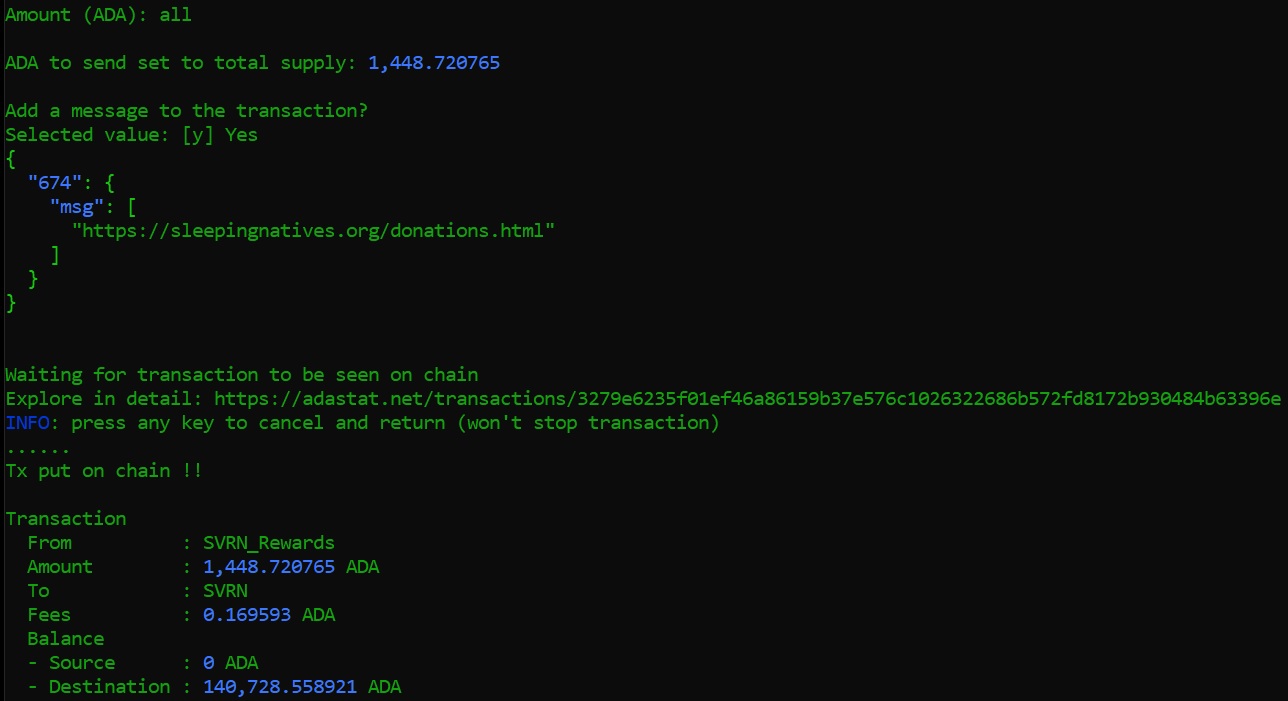 Amount (ADA): all
ADA to send set to total supply: 1,448.720765
Add a message to the transaction?
Selected value: [y] Yes
{
"674": {
"msg": [
"https://sleepingnatives.org/donations.html"
]
}
}
Waiting for transaction to be seen on chain
Explore in detail: https://adastat.net/transactions/3279e6235f01ef46a86159b37e576c1026322686b572fd8172b930484b63396e
INFO: press any key to cancel and return (won't stop transaction)
......
Tx put on chain !!
Transaction
From : SVRN_Rewards
Amount : 1,448.720765 ADA
To : SVRN
Fees : 0.169593 ADA
Balance
- Source : 0 ADA
- Destination : 140,728.558921 ADA